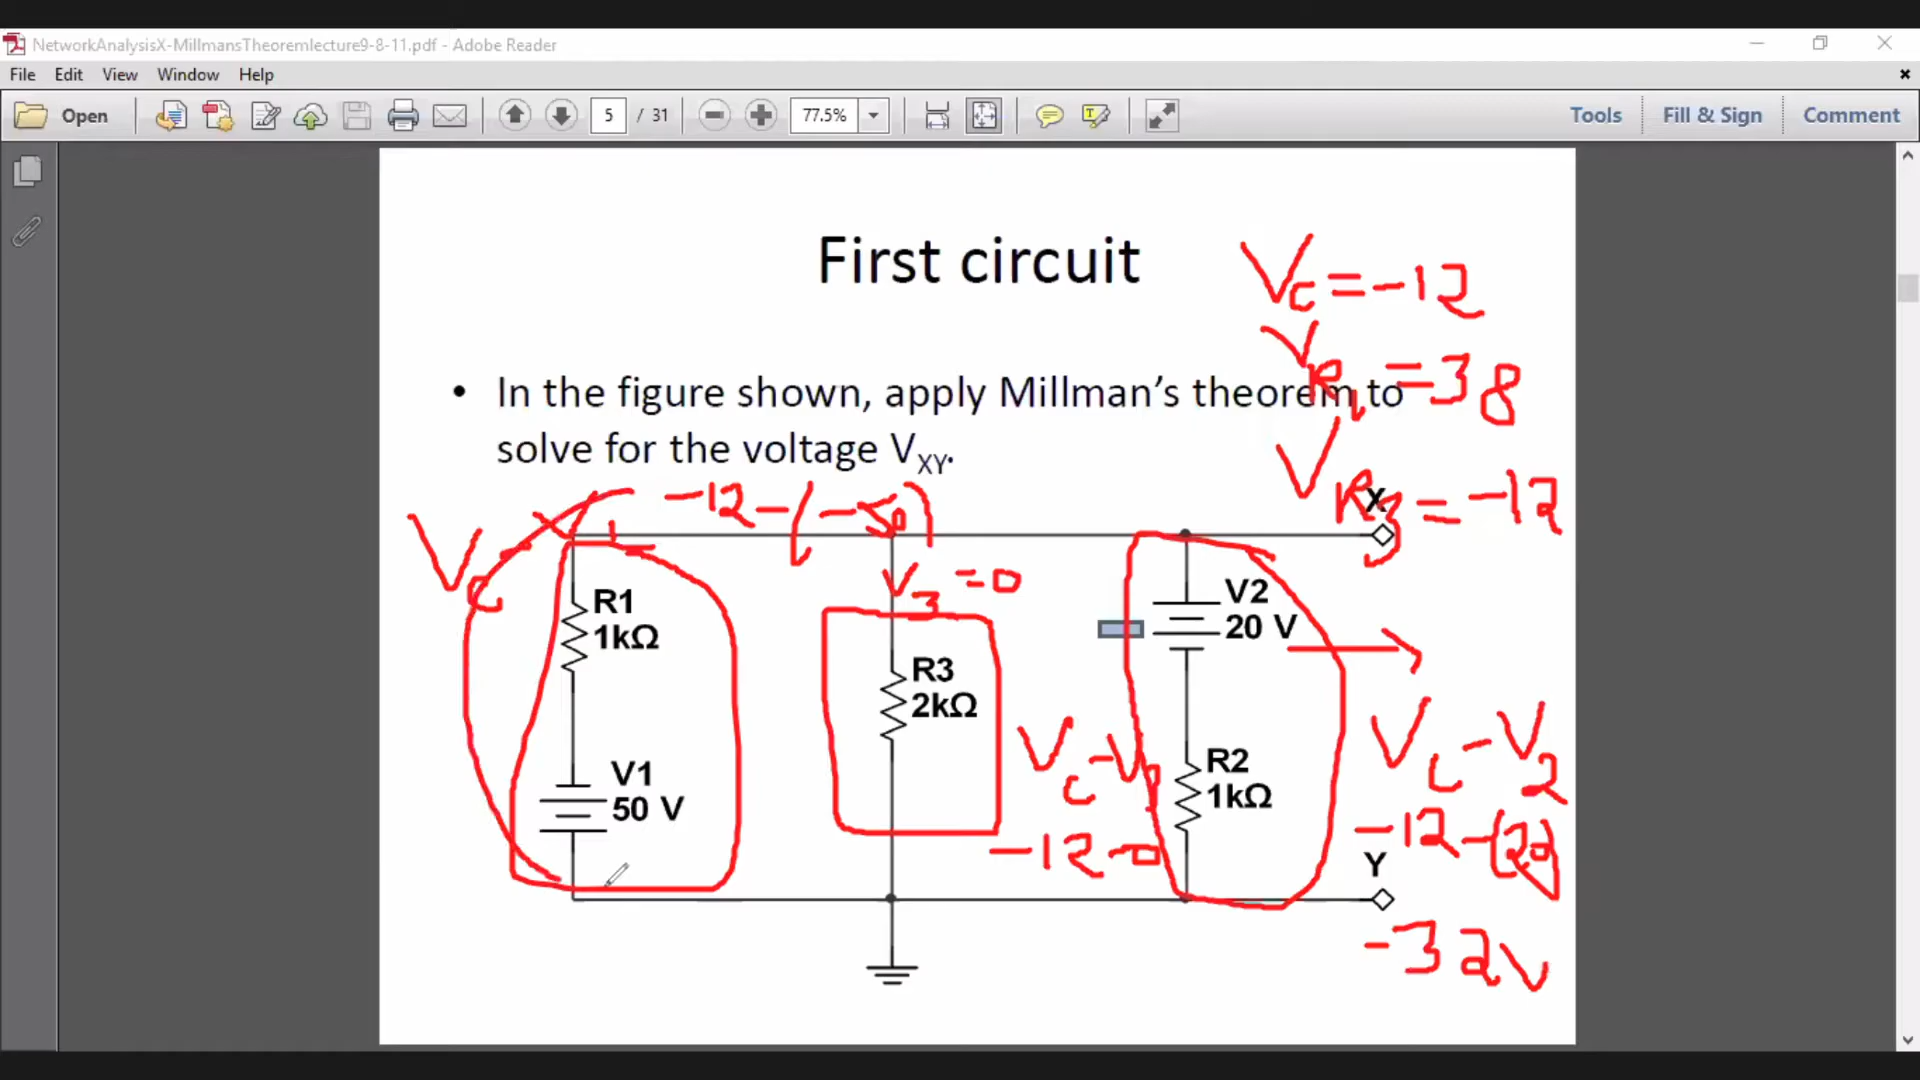 NetworkAnalysisX-MillmansTheoremlecture9-8-11.pdf - Adobe Reader
File Edit View Window Help
Open 5 / 31 77.5% Tools Fill & Sign Comment
First circuit
Vc = -12
• In the figure shown, apply Millman's theorem to
VR1 = 38
solve for the voltage VXY.
VR3 = -12
X
Vc
-12 - (-50)
V3 = 0
R1
1kΩ
V1
50 V
R3
2kΩ
V2
20 V
R2
1kΩ
Vc - V3
-12 - 0
Vc - V2
-12 - (20)
Y
-32V